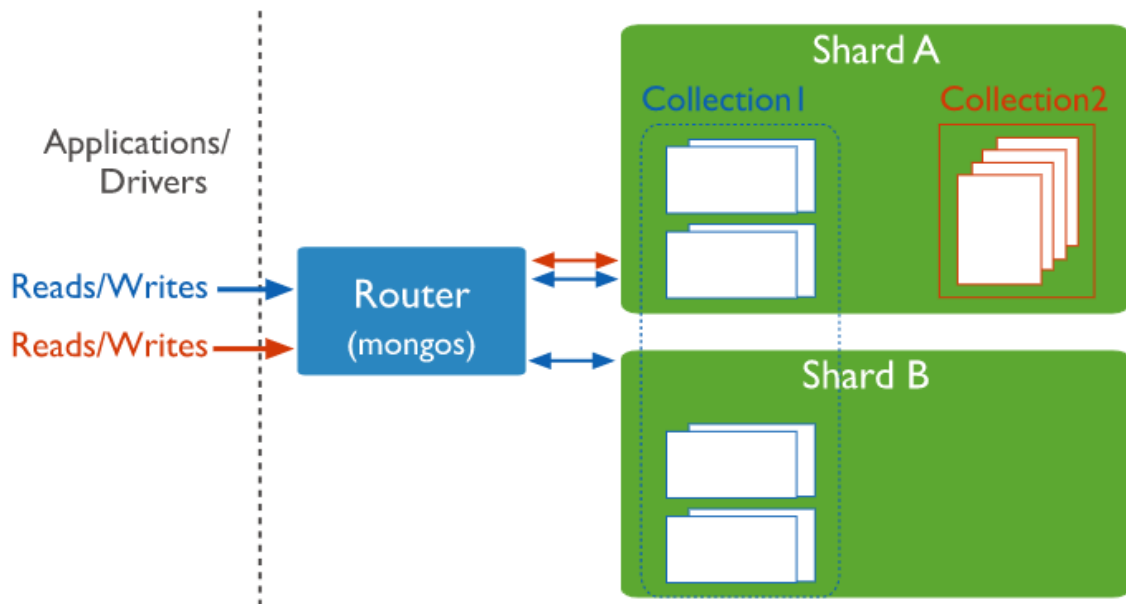 Shard A
Collection1
Collection2
Applications/
Drivers
Reads/Writes
Reads/Writes
Router
(mongos)
Shard B